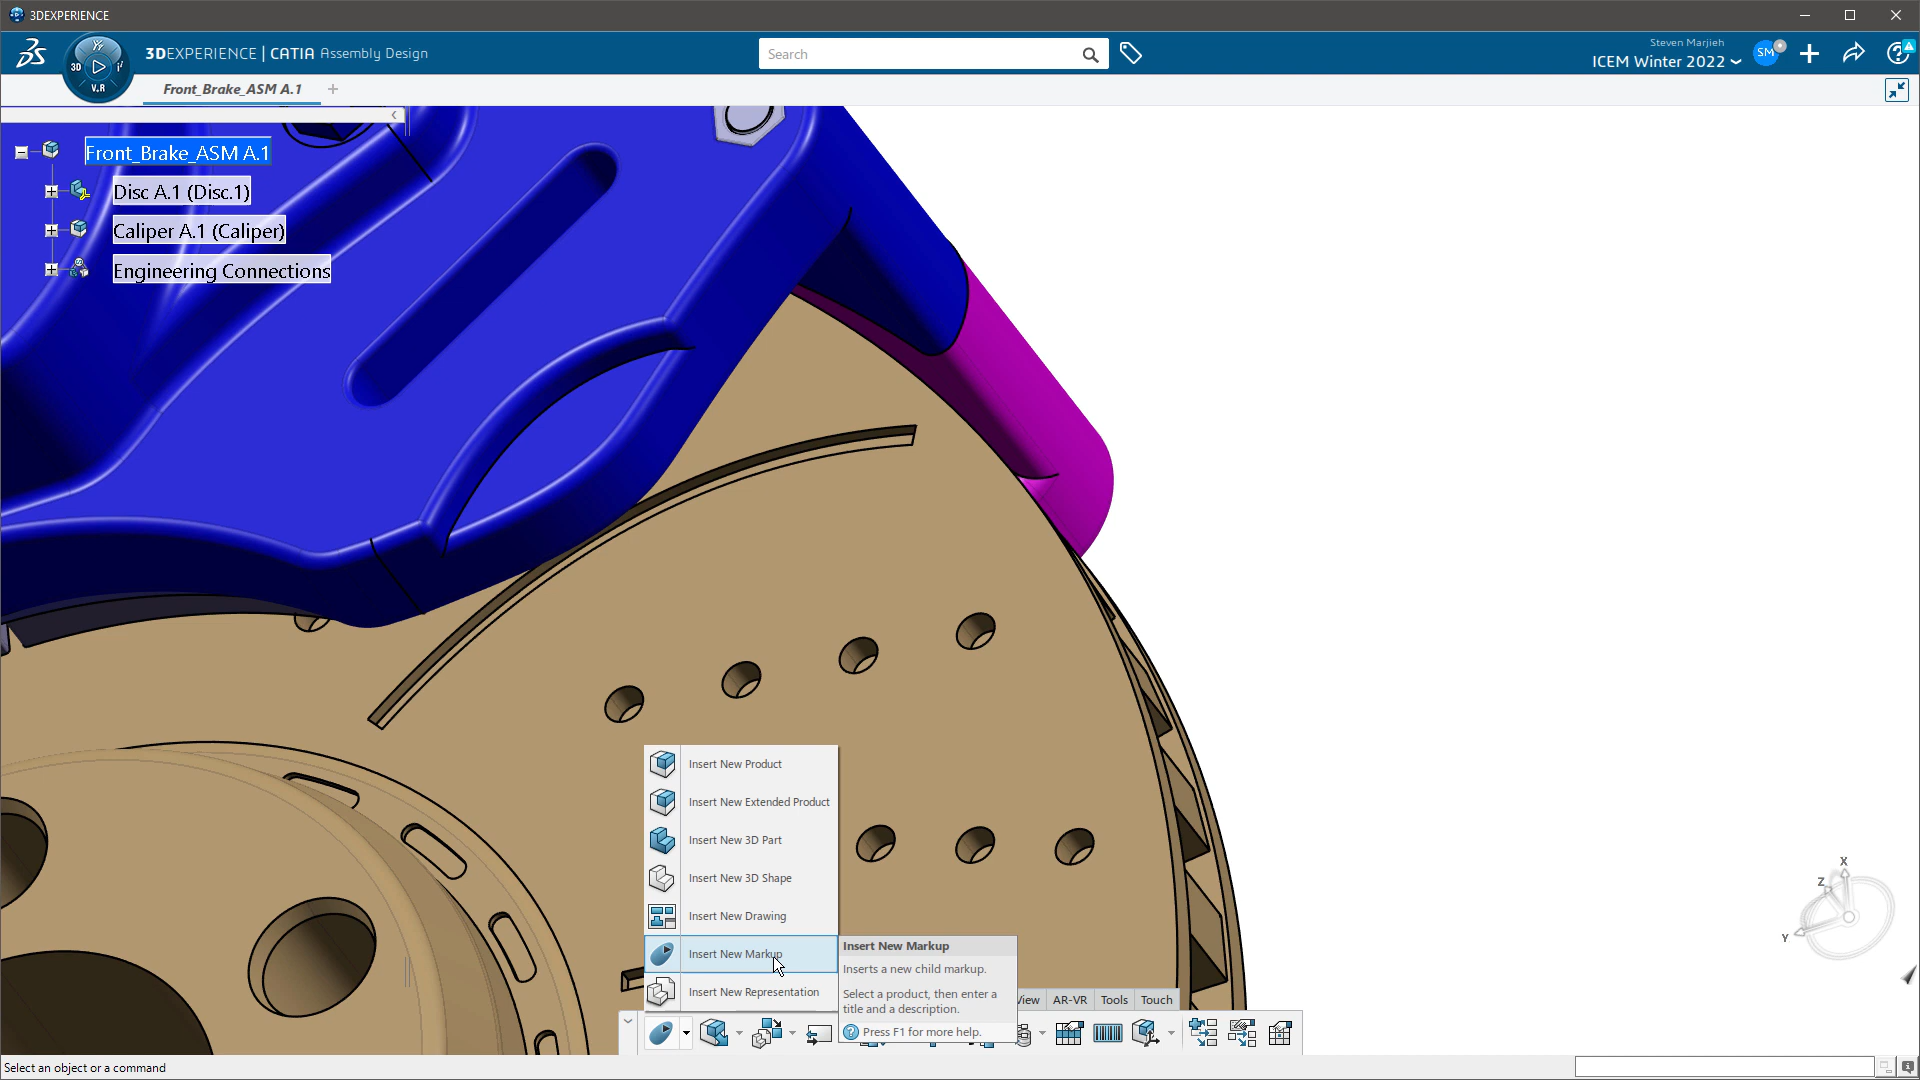 3DEXPERIENCE
3DEXPERIENCE | CATIA Assembly Design
3D
V.R
Search
Steven Marjieh
ICEM Winter 2022
SM
Front_Brake_ASM A.1
Front_Brake_ASM A.1
Disc A.1 (Disc.1)
Caliper A.1 (Caliper)
Engineering Connections
Insert New Product
Insert New Extended Product
Insert New 3D Part
Insert New 3D Shape
Insert New Drawing
Insert New Markup
Insert New Representation
Insert New Markup
Inserts a new child markup.
Select a product, then enter a
title and a description.
Press F1 for more help.
View
AR-VR
Tools
Touch
X
Z
Y
Select an object or a command